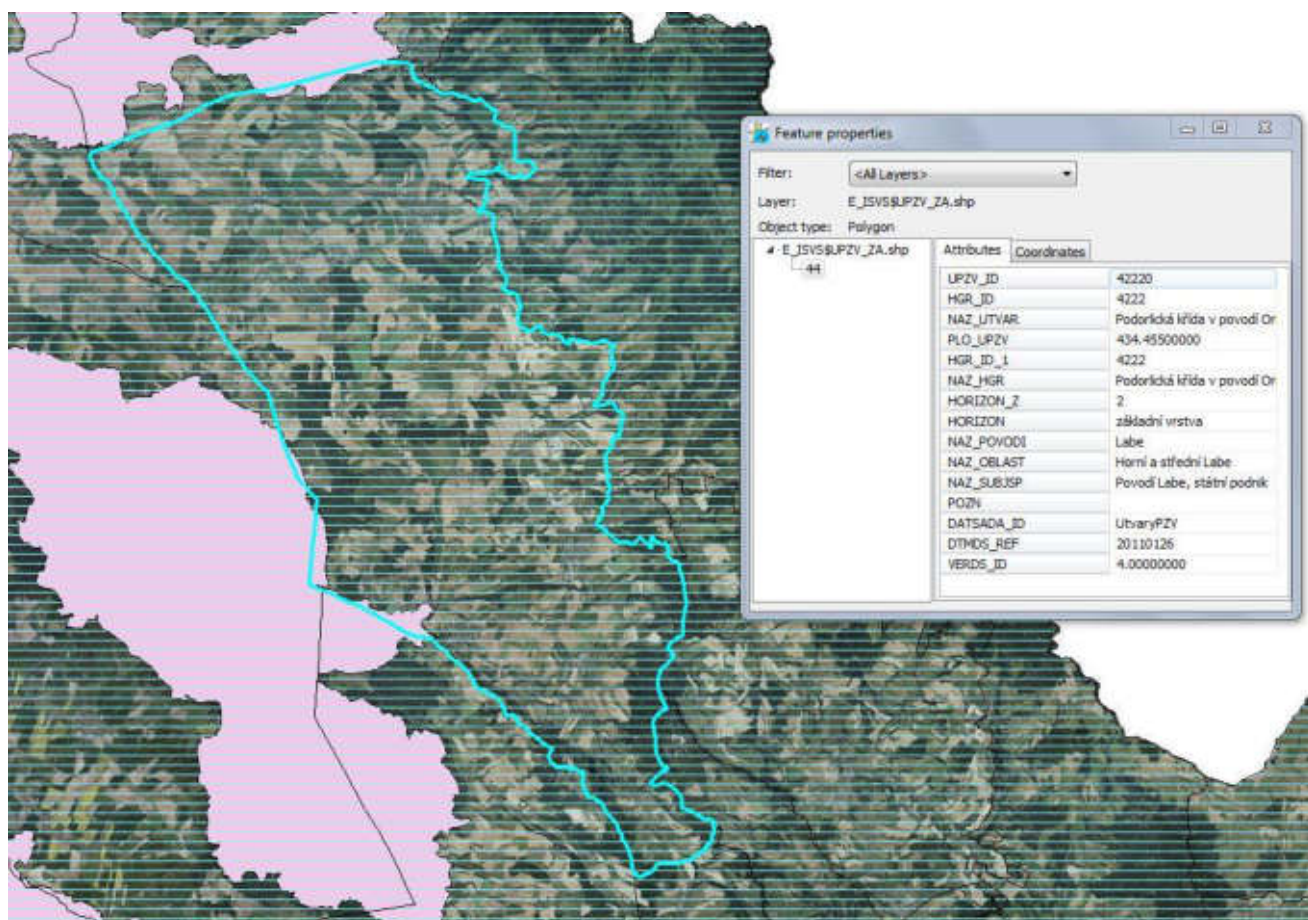 Feature properties
Filter: <All Layers>
Layer: E_ISVS$UPZV_ZA.shp
Object type: Polygon
E_ISVS$UPZV_ZA.shp
44
Attributes Coordinates
UPZV_ID 42220
HGR_ID 4222
NAZ_UTVAR Podorlická křída v povodí Or
PLO_UPZV 434.45500000
HGR_ID_1 4222
NAZ_HGR Podorlická křída v povodí Or
HORIZON_Z 2
HORIZON základní vrstva
NAZ_POVODI Labe
NAZ_OBLAST Horní a střední Labe
NAZ_SUBJSP Povodí Labe, státní podnik
POZN
DATSADA_ID UtvaryPZV
DTMDS_REF 20110126
VERDS_ID 4.00000000